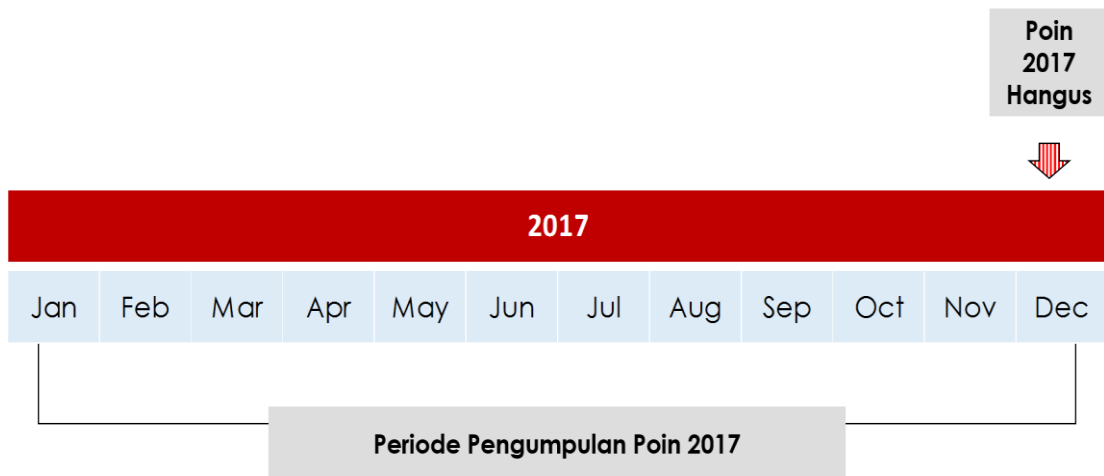 Poin
2017
Hangus
2017
Jan Feb Mar Apr May Jun Jul Aug Sep Oct Nov Dec
Periode Pengumpulan Poin 2017